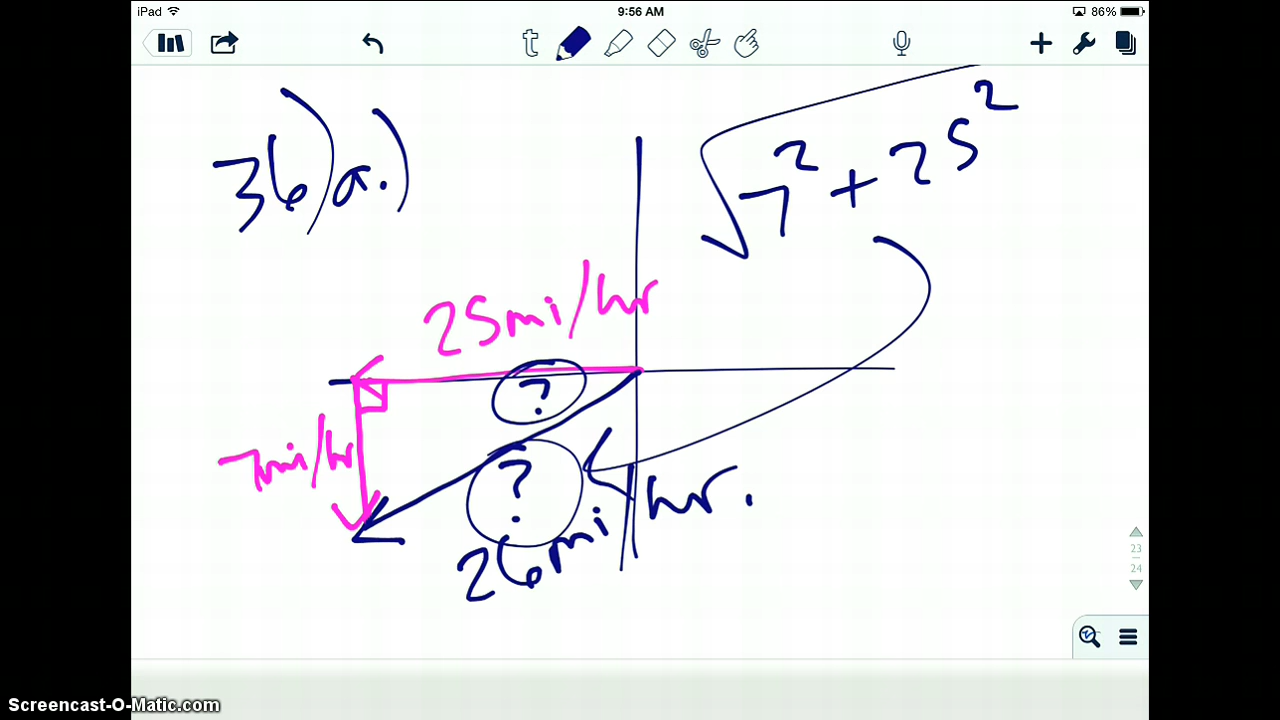 iPad 9:56 AM 86%
t
36) a.)
√7² + 25²
25mi/hr
?
7mi/hr
?
26mi/hr.
23
24
Screencast-O-Matic.com